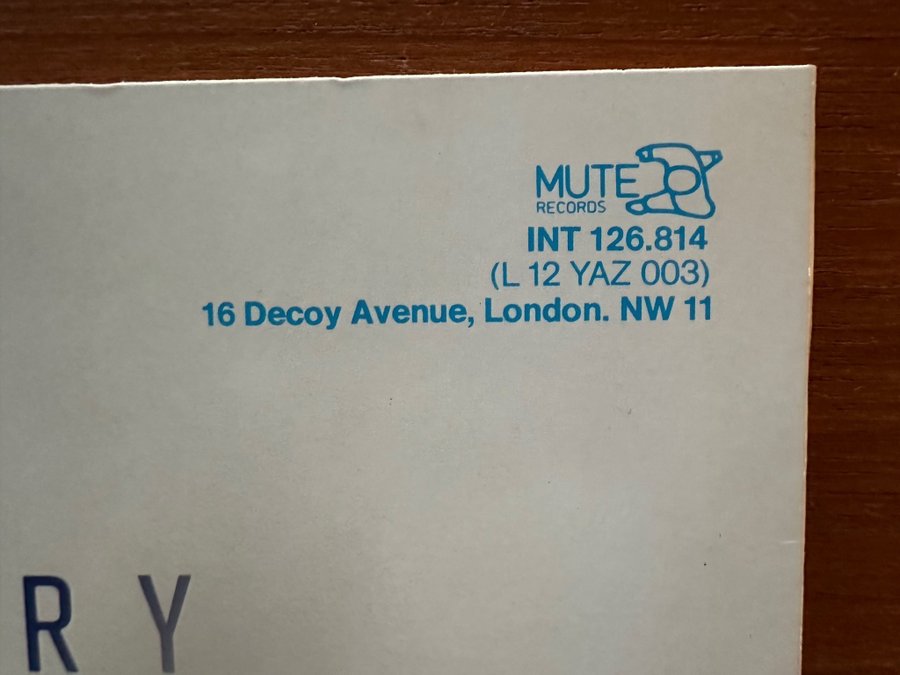 MUTE
RECORDS
INT 126.814
(L 12 YAZ 003)
16 Decoy Avenue, London. NW 11
R Y